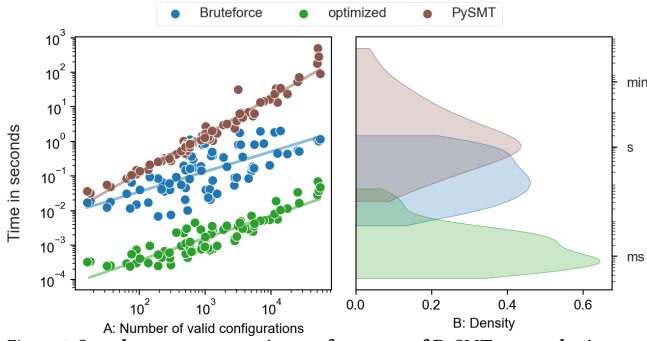 Bruteforce optimized PySMT
10³
10²
10¹
10⁰
10⁻¹
10⁻²
10⁻³
10⁻⁴
Time in seconds
10² 10³ 10⁴
A: Number of valid configurations
min
s
ms
0.0 0.2 0.4 0.6
B: Density